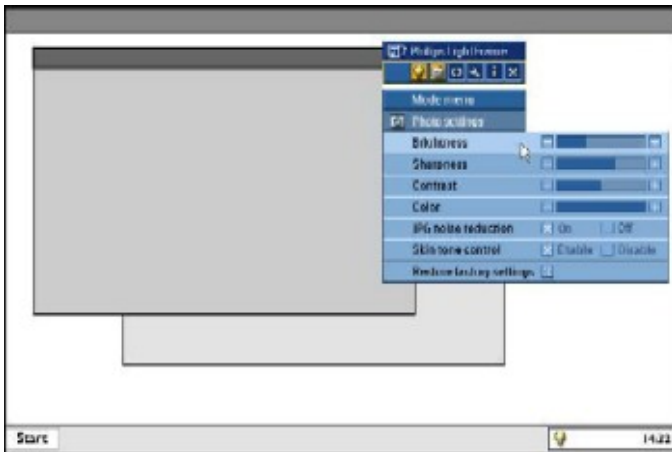 Philips LightFrame
Mode menu
Photo settings
Brightness
Sharpness
Contrast
Color
JPG noise reduction On Off
Skin tone control Enable Disable
Restore factory settings
Start 14:22